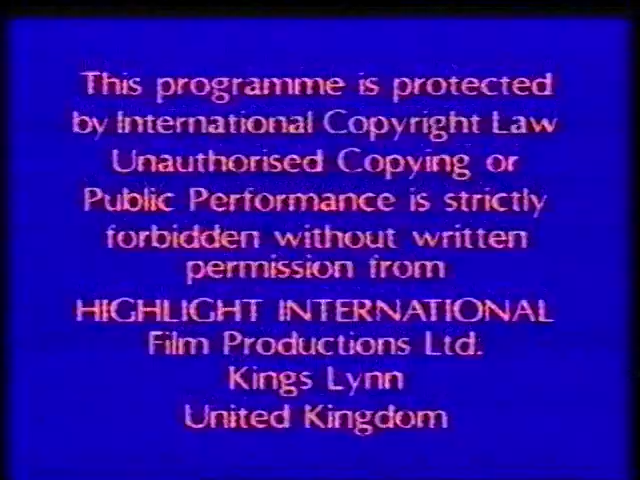 This programme is protected
by International Copyright Law
Unauthorised Copying or
Public Performance is strictly
forbidden without written
permission from
HIGHLIGHT INTERNATIONAL
Film Productions Ltd.
Kings Lynn
United Kingdom